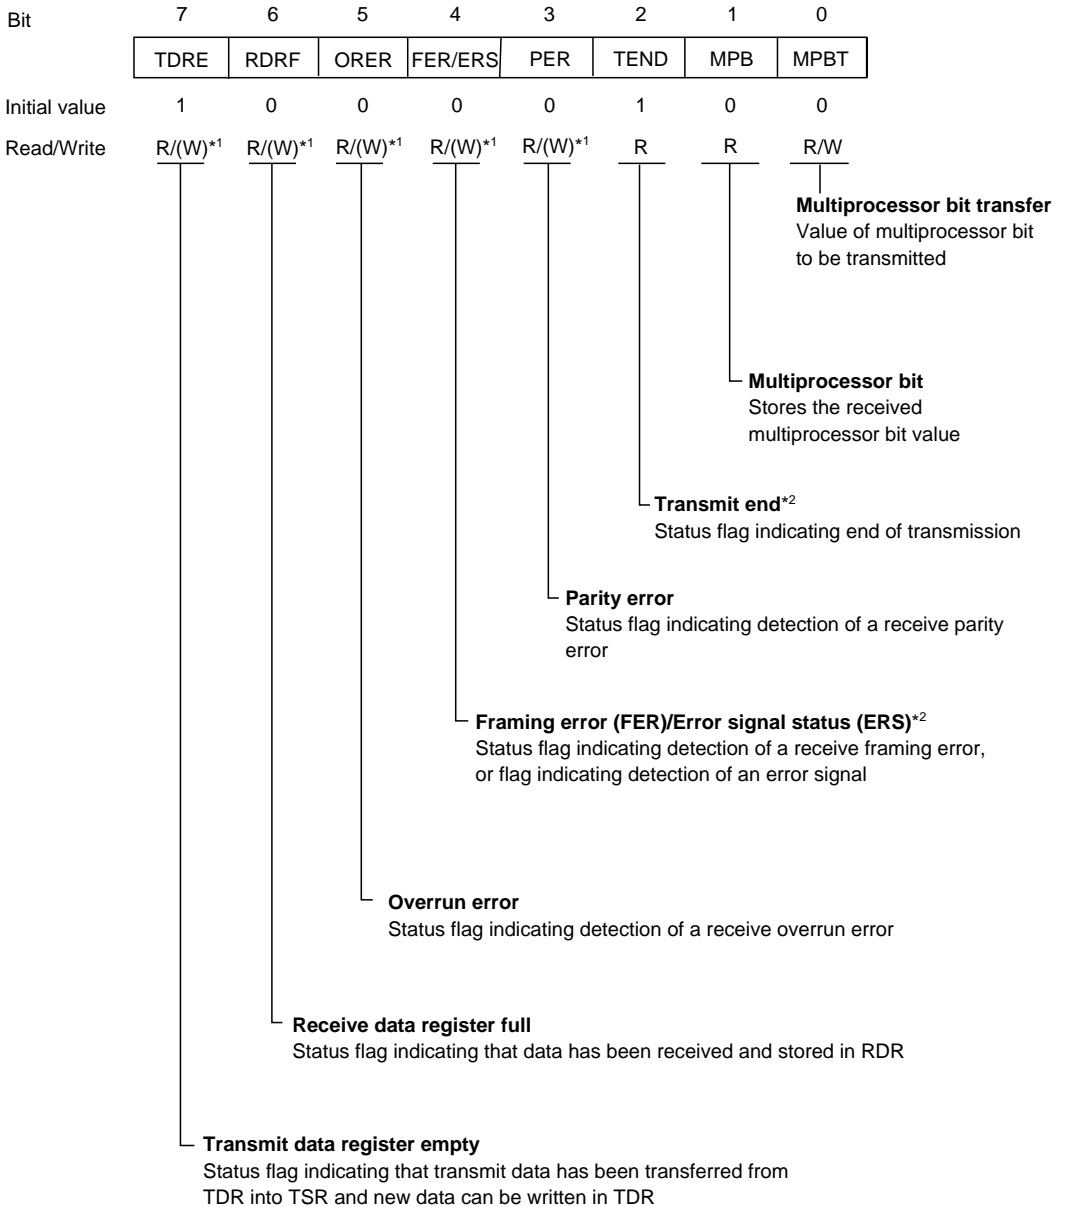 Bit 7 6 5 4 3 2 1 0
TDRE RDRF ORER FER/ERS PER TEND MPB MPBT
Initial value 1 0 0 0 0 1 0 0
Read/Write R/(W)*1 R/(W)*1 R/(W)*1 R/(W)*1 R/(W)*1 R R R/W
Multiprocessor bit transfer
Value of multiprocessor bit
to be transmitted
Multiprocessor bit
Stores the received
multiprocessor bit value
Transmit end*2
Status flag indicating end of transmission
Parity error
Status flag indicating detection of a receive parity
error
Framing error (FER)/Error signal status (ERS)*2
Status flag indicating detection of a receive framing error,
or flag indicating detection of an error signal
Overrun error
Status flag indicating detection of a receive overrun error
Receive data register full
Status flag indicating that data has been received and stored in RDR
Transmit data register empty
Status flag indicating that transmit data has been transferred from
TDR into TSR and new data can be written in TDR